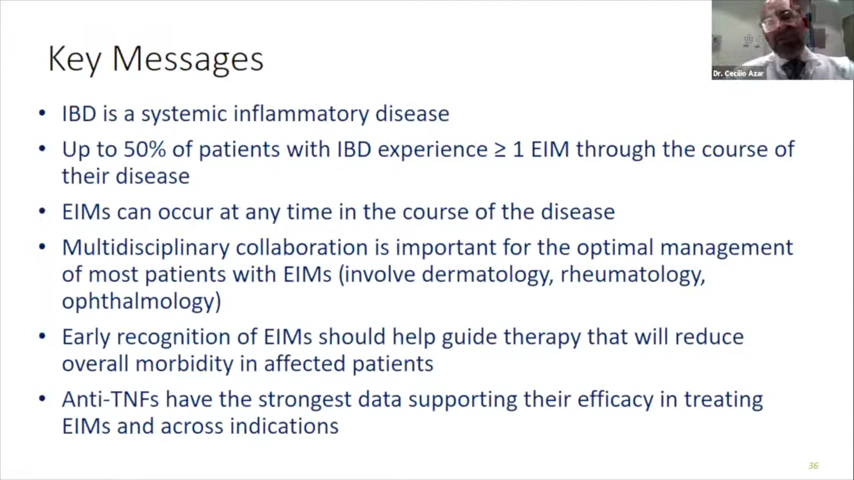 Dr. Cecilio Azar
Key Messages
• IBD is a systemic inflammatory disease
• Up to 50% of patients with IBD experience ≥ 1 EIM through the course of
their disease
• EIMs can occur at any time in the course of the disease
• Multidisciplinary collaboration is important for the optimal management
of most patients with EIMs (involve dermatology, rheumatology,
ophthalmology)
• Early recognition of EIMs should help guide therapy that will reduce
overall morbidity in affected patients
• Anti-TNFs have the strongest data supporting their efficacy in treating
EIMs and across indications
36